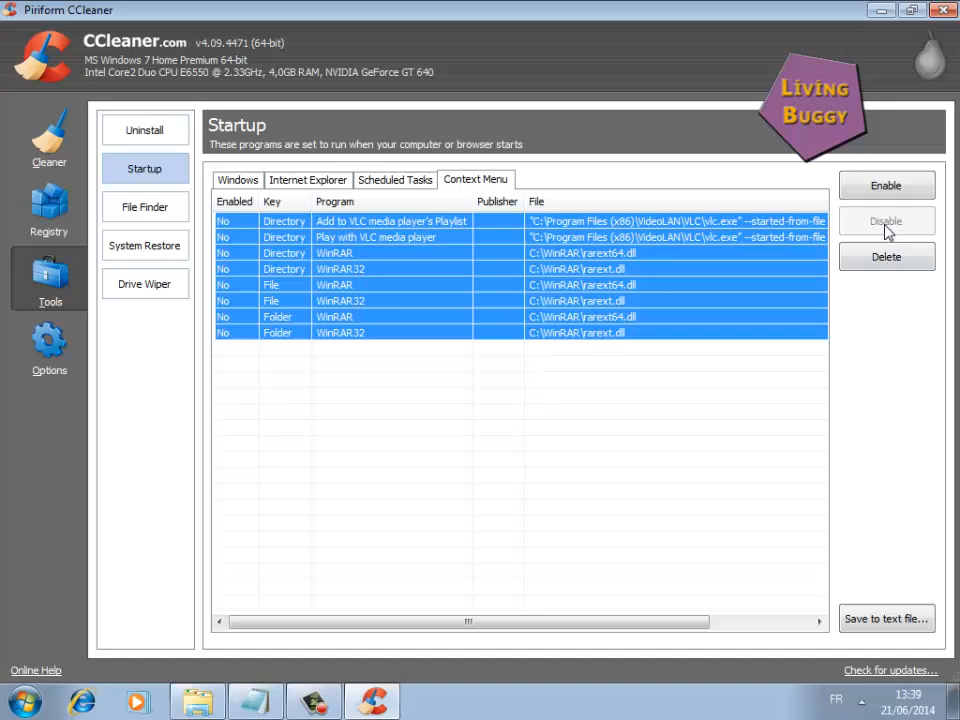 Piriform CCleaner
CCleaner.com v4.09.4471 (64-bit)
MS Windows 7 Home Premium 64-bit
Intel Core2 Duo CPU E6550 @ 2.33GHz, 4,0GB RAM, NVIDIA GeForce GT 640
Living
Buggy
Cleaner
Registry
Tools
Options
Uninstall
Startup
File Finder
System Restore
Drive Wiper
Startup
These programs are set to run when your computer or browser starts
Windows Internet Explorer Scheduled Tasks Context Menu
Enabled Key Program Publisher File
No Directory Add to VLC media player's Playlist "C:\Program Files (x86)\VideoLAN\VLC\vlc.exe" --started-from-file
No Directory Play with VLC media player "C:\Program Files (x86)\VideoLAN\VLC\vlc.exe" --started-from-file
No Directory WinRAR C:\WinRAR\rarext64.dll
No Directory WinRAR32 C:\WinRAR\rarext.dll
No File WinRAR C:\WinRAR\rarext64.dll
No File WinRAR32 C:\WinRAR\rarext.dll
No Folder WinRAR C:\WinRAR\rarext64.dll
No Folder WinRAR32 C:\WinRAR\rarext.dll
Enable
Disable
Delete
Save to text file...
Online Help
Check for updates...
FR
13:39
21/06/2014